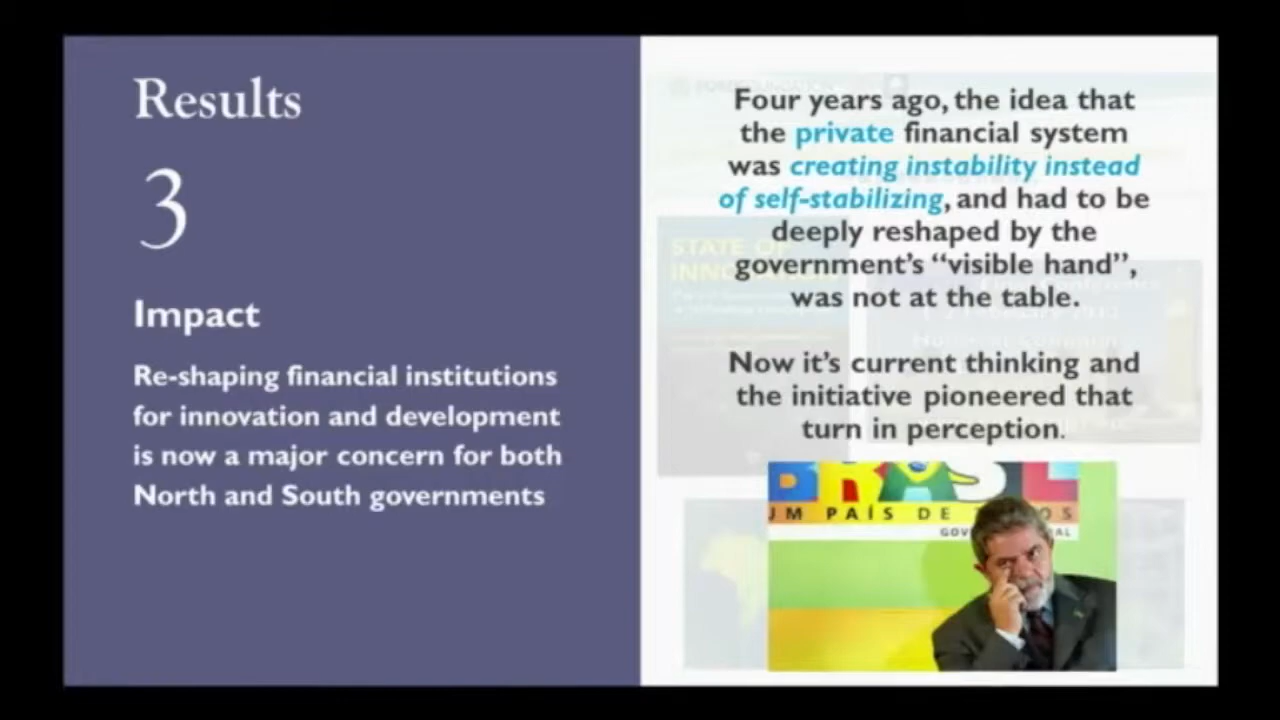 Results
3
Impact
Re-shaping financial institutions
for innovation and development
is now a major concern for both
North and South governments
Four years ago, the idea that
the private financial system
was creating instability instead
of self-stabilizing, and had to be
deeply reshaped by the
government's “visible hand”,
was not at the table.
Now it's current thinking and
the initiative pioneered that
turn in perception.
STATE OF
BRASIL
UM PAÍS DE